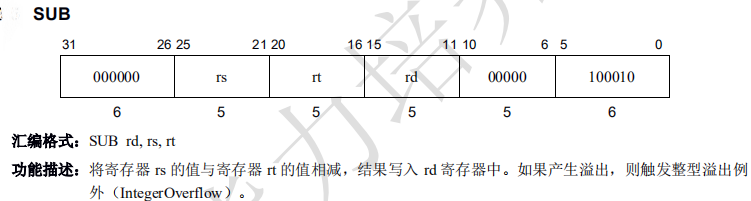 SUB
31 26 25 21 20 16 15 11 10 6 5 0
000000 rs rt rd 00000 100010
6 5 5 5 5 6
汇编格式：SUB rd, rs, rt
功能描述：将寄存器 rs 的值与寄存器 rt 的值相减，结果写入 rd 寄存器中。如果产生溢出，则触发整型溢出例
外（IntegerOverflow）。
力培养